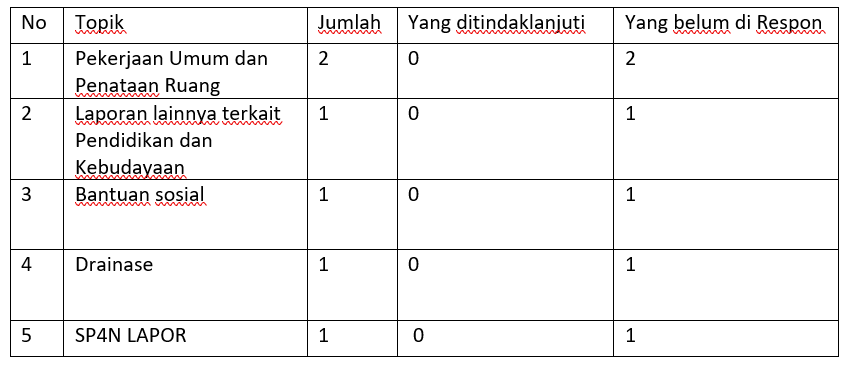 No Topik Jumlah Yang ditindaklanjuti Yang belum di Respon
1 Pekerjaan Umum dan 2 0 2
Penataan Ruang
2 Laporan lainnya terkait 1 0 1
Pendidikan dan
Kebudayaan
3 Bantuan sosial 1 0 1
4 Drainase 1 0 1
5 SP4N LAPOR 1 0 1